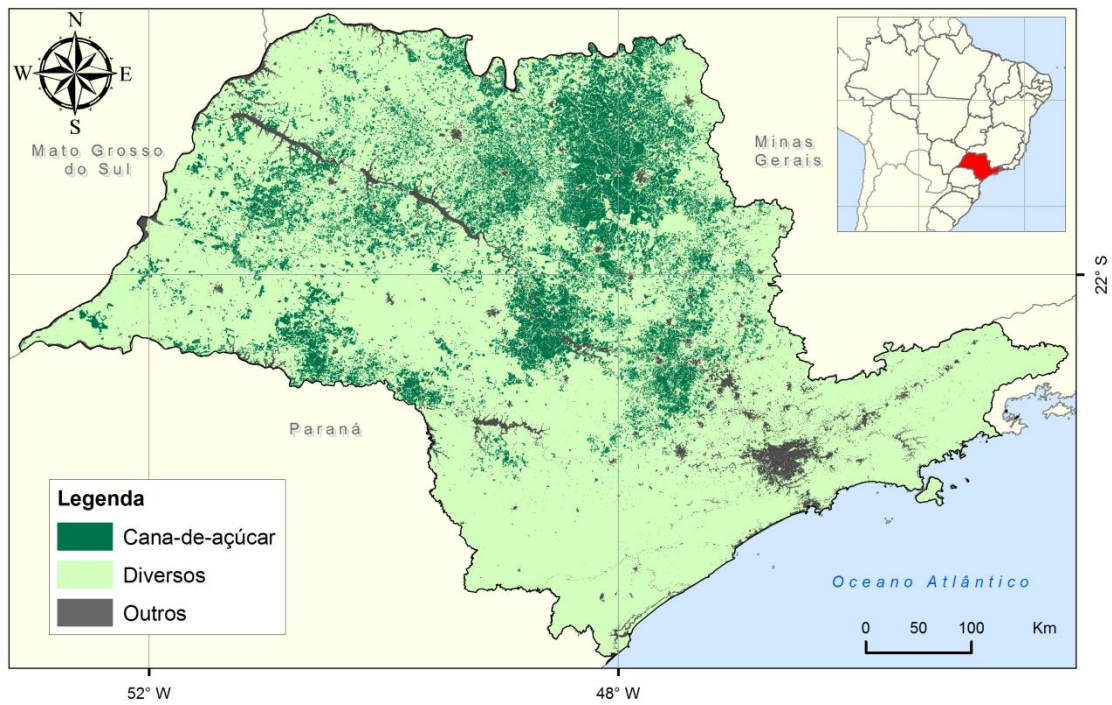 N
W E
S
Mato Grosso
do Sul
Minas
Gerais
22° S
Paraná
Legenda
Cana-de-açúcar
Diversos
Outros
Oceano Atlântico
0 50 100 Km
52° W
48° W